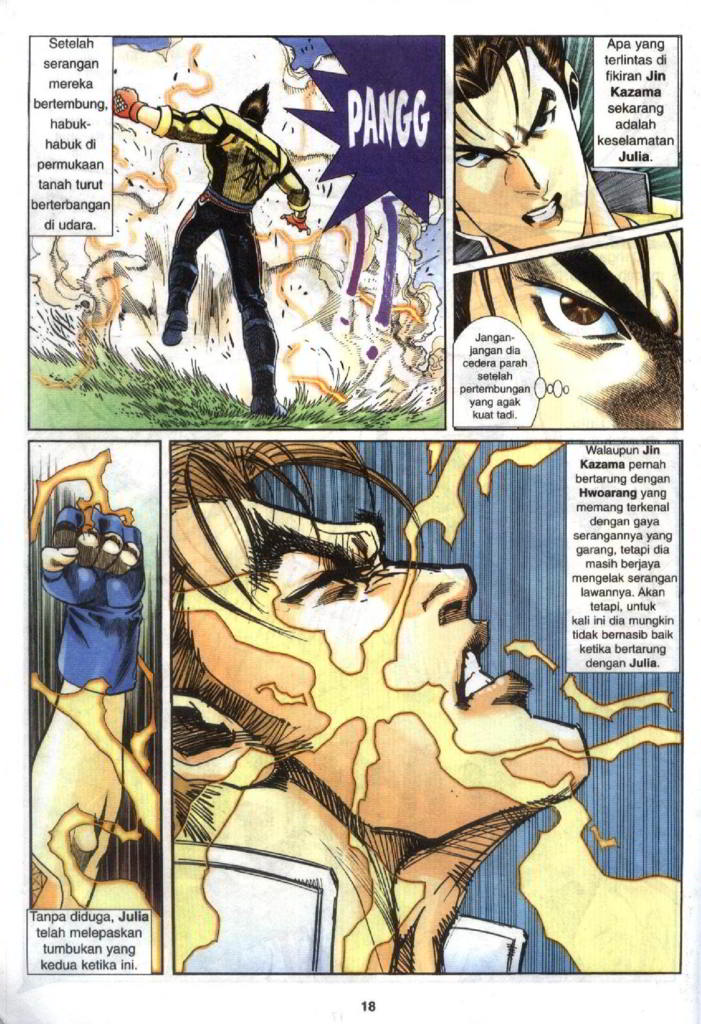 Setelah
serangan
mereka
bertembung,
habuk-
habuk di
permukaan
tanah turut
berterbangan
di udara.
PANGG
!!
Apa yang
terlintas di
fikiran Jin
Kazama
sekarang
adalah
keselamatan
Julia.
Jangan-
jangan dia
cedera parah
setelah
pertembungan
yang agak
kuat tadi.
Tanpa diduga, Julia
telah melepaskan
tumbukan yang
kedua ketika ini.
Walaupun Jin
Kazama pernah
bertarung dengan
Hwoarang yang
memang terkenal
dengan gaya
serangannya yang
garang, tetapi dia
masih berjaya
mengelak serangan
lawannya. Akan
tetapi, untuk
kali ini dia mungkin
tidak bernasib baik
ketika bertarung
dengan Julia.
18